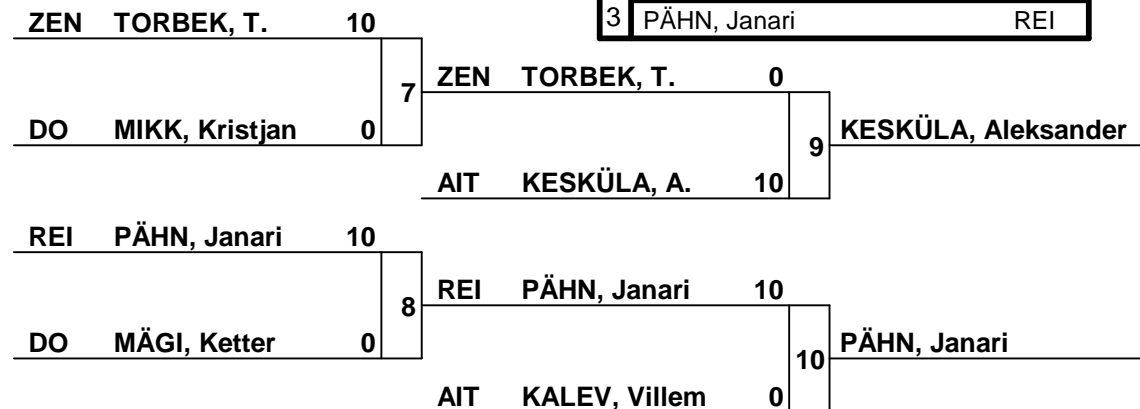 3 PÄHN, Janari REI
ZEN TORBEK, T. 10
7
ZEN TORBEK, T. 0
DO MIKK, Kristjan 0
9
KESKÜLA, Aleksander
AIT KESKÜLA, A. 10
REI PÄHN, Janari 10
8
REI PÄHN, Janari 10
DO MÄGI, Ketter 0
10
PÄHN, Janari
AIT KALEV, Villem 0